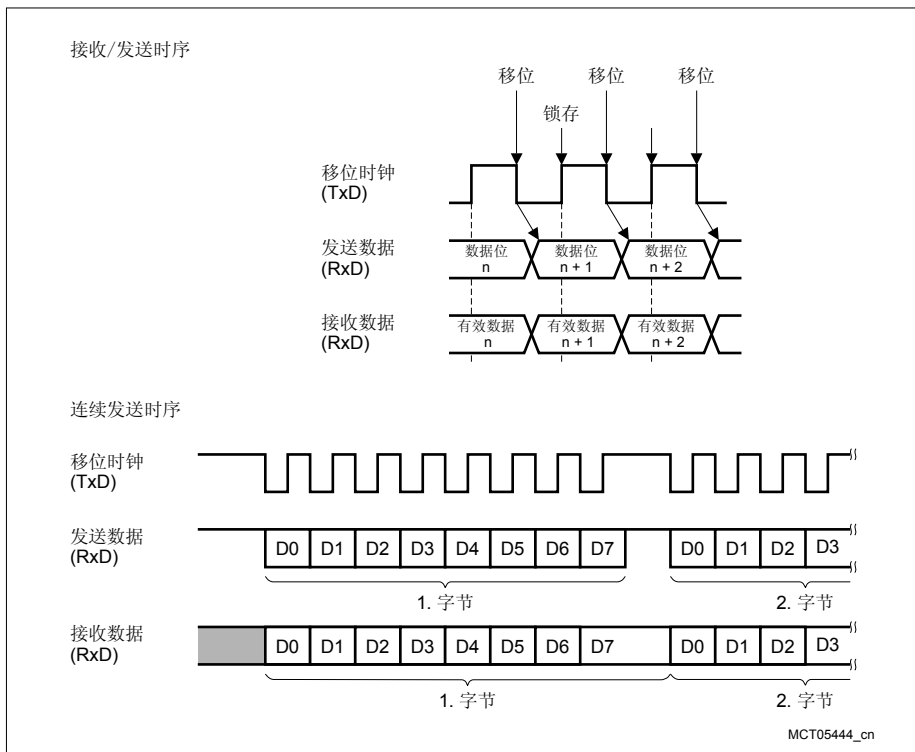 接收/发送时序
移位 移位 移位
锁存
移位时钟
(TxD)
发送数据
(RxD)
数据位 数据位 数据位
n n + 1 n + 2
接收数据
(RxD)
有效数据 有效数据 有效数据
n n + 1 n + 2
连续发送时序
移位时钟
(TxD)
发送数据
(RxD)
D0 D1 D2 D3 D4 D5 D6 D7 D0 D1 D2 D3
1. 字节 2. 字节
接收数据
(RxD)
D0 D1 D2 D3 D4 D5 D6 D7 D0 D1 D2 D3
1. 字节 2. 字节
MCT05444_cn